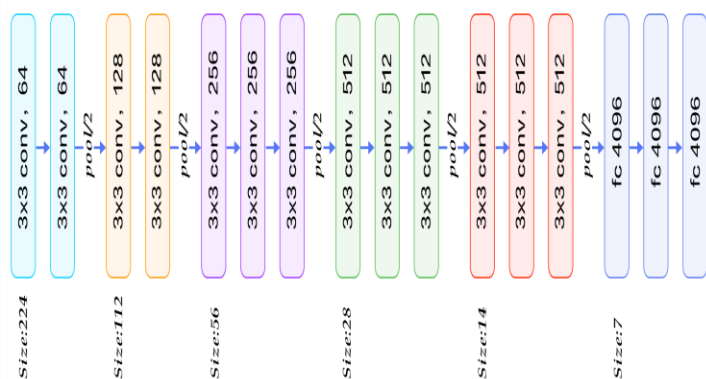 3x3 conv, 64
3x3 conv, 64
pool/2
3x3 conv, 128
3x3 conv, 128
pool/2
3x3 conv, 256
3x3 conv, 256
3x3 conv, 256
pool/2
3x3 conv, 512
3x3 conv, 512
3x3 conv, 512
pool/2
3x3 conv, 512
3x3 conv, 512
3x3 conv, 512
pool/2
fc 4096
fc 4096
fc 4096
Size:224
Size:112
Size:56
Size:28
Size:14
Size:7